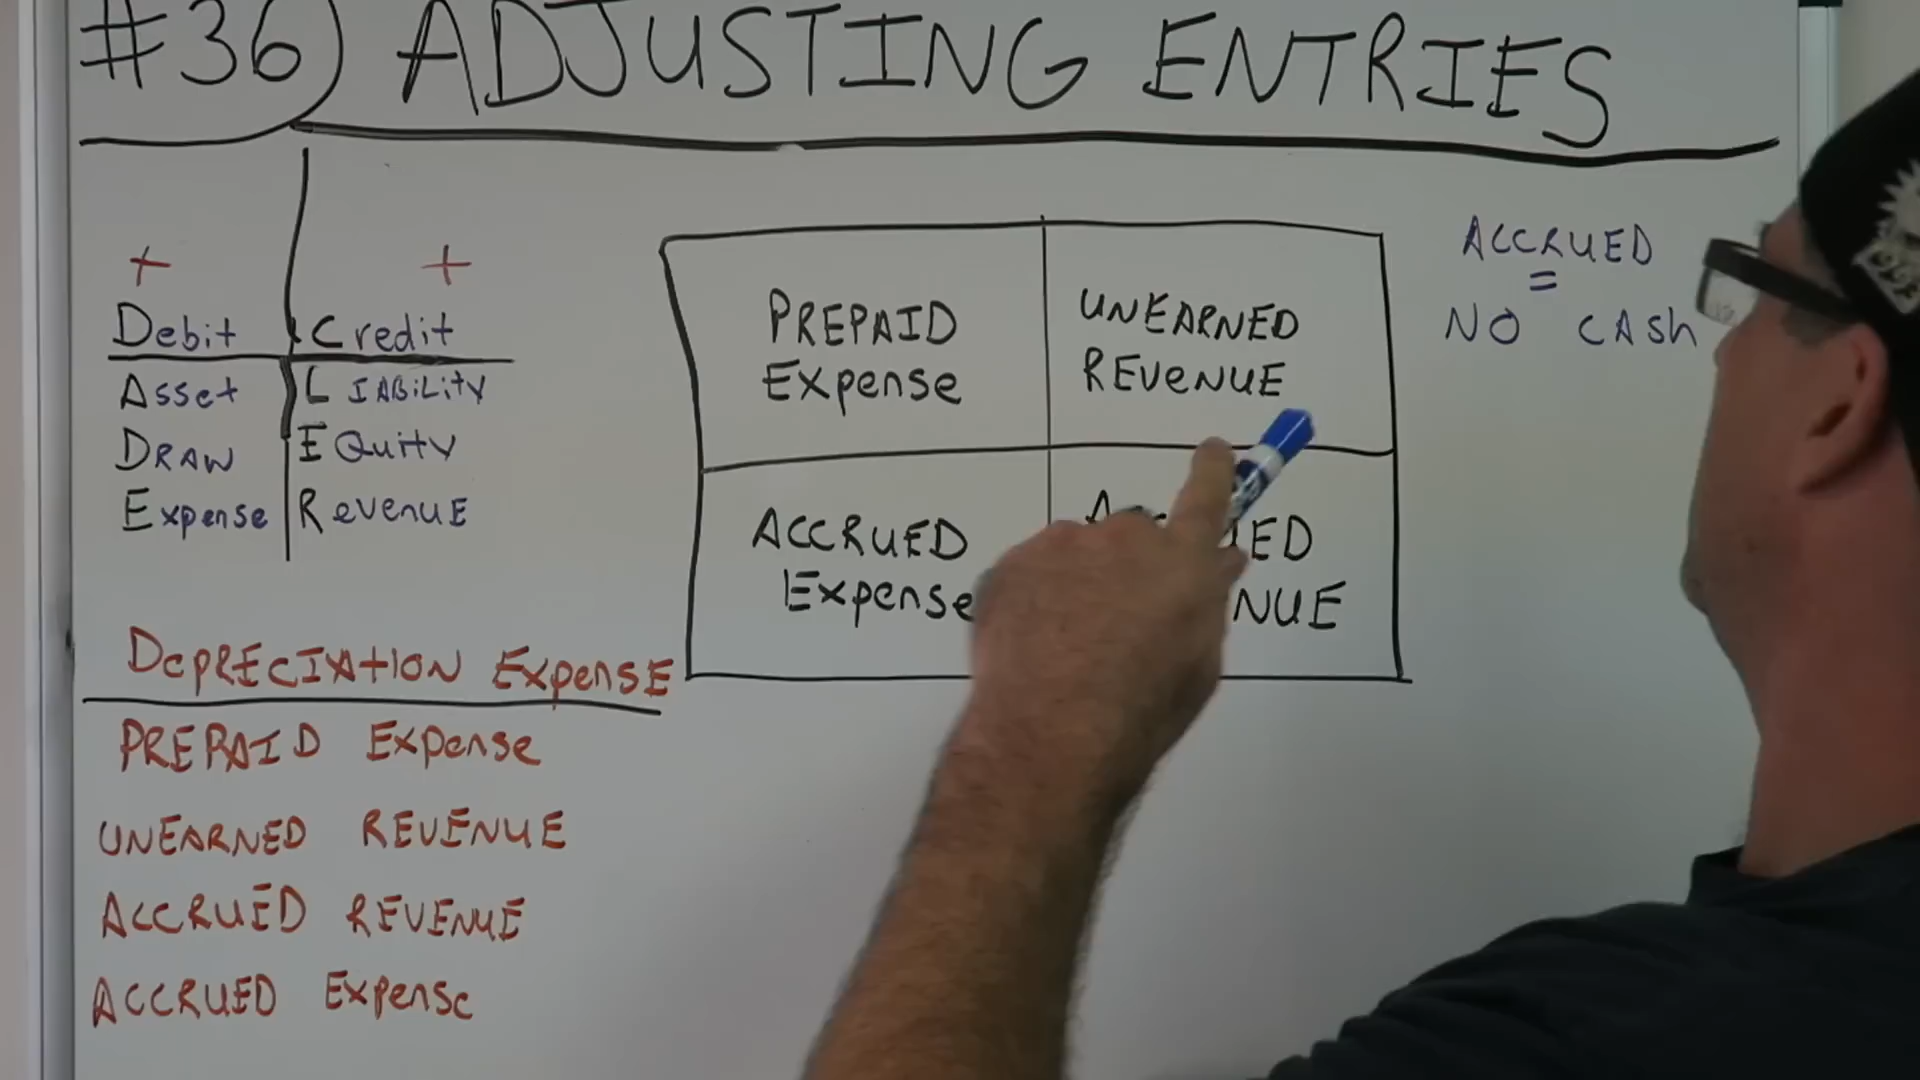 #36) ADJUSTING ENTRIES
+ +
Debit Credit
Asset LIABiLiTY
DRAW EQuity
Expense REVENUE
PREPAID
Expense
UNEARNED
REVENUE
ACCRUED
Expense
ACCRUED
=
NO CASh
DEPRECIATION EXPENSE
PREPAID Expense
UNEARNED REVENUE
ACCRUED REVENUE
ACCRUED Expense